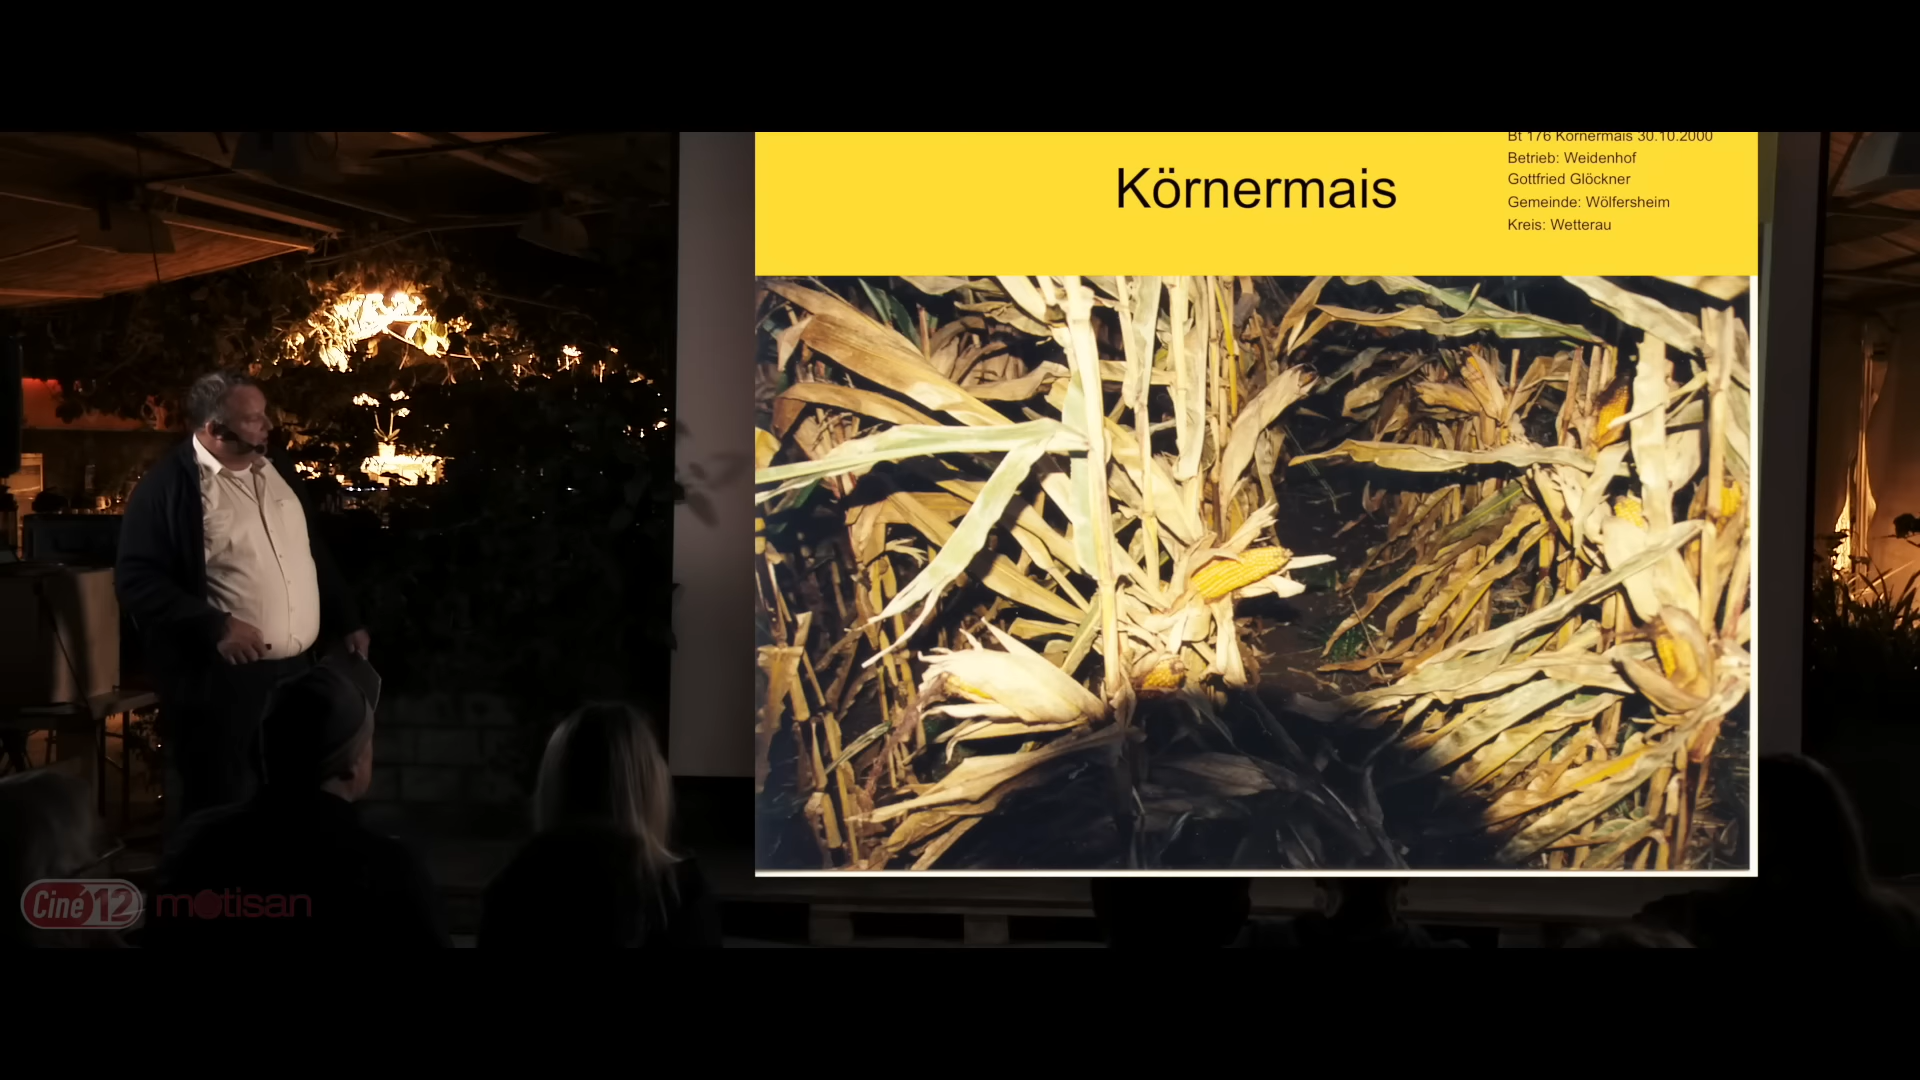 Bt 176 Körnermais 30.10.2000
Betrieb: Weidenhof
Körnermais
Gottfried Glöckner
Gemeinde: Wölfersheim
Kreis: Wetterau
Ciné 12 motisan